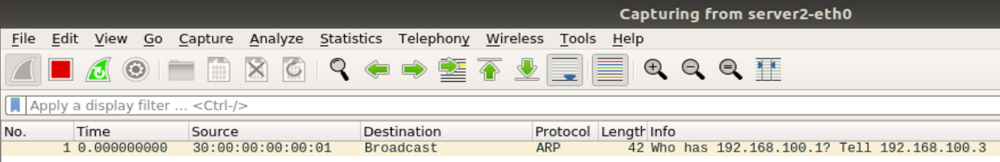 Capturing from server2-eth0
File Edit View Go Capture Analyze Statistics Telephony Wireless Tools Help
Apply a display filter ... <Ctrl-/>
No. Time Source Destination Protocol Length Info
1 0.000000000 30:00:00:00:00:01 Broadcast ARP 42 Who has 192.168.100.1? Tell 192.168.100.3